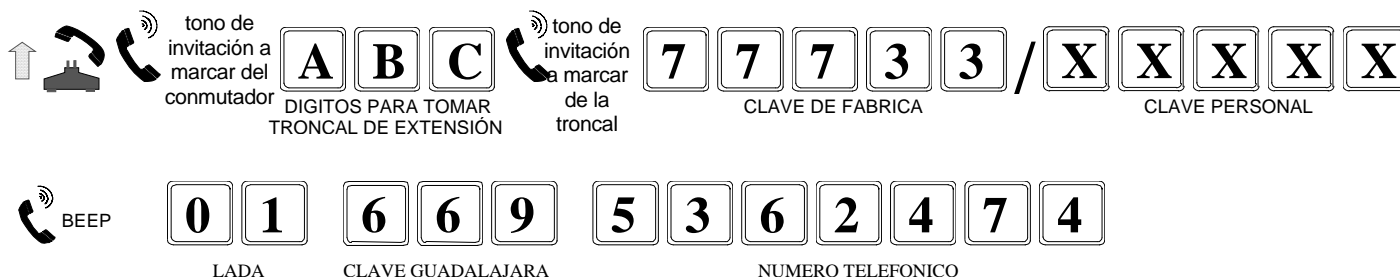 tono de invitación a marcar del conmutador
A B C
DIGITOS PARA TOMAR
TRONCAL DE EXTENSIÓN
tono de invitación a marcar de la troncal
7 7 7 3 3 / X X X X X
CLAVE DE FABRICA
CLAVE PERSONAL
BEEP
0 1 6 6 9 5 3 6 2 4 7 4
LADA
CLAVE GUADALAJARA
NUMERO TELEFONICO